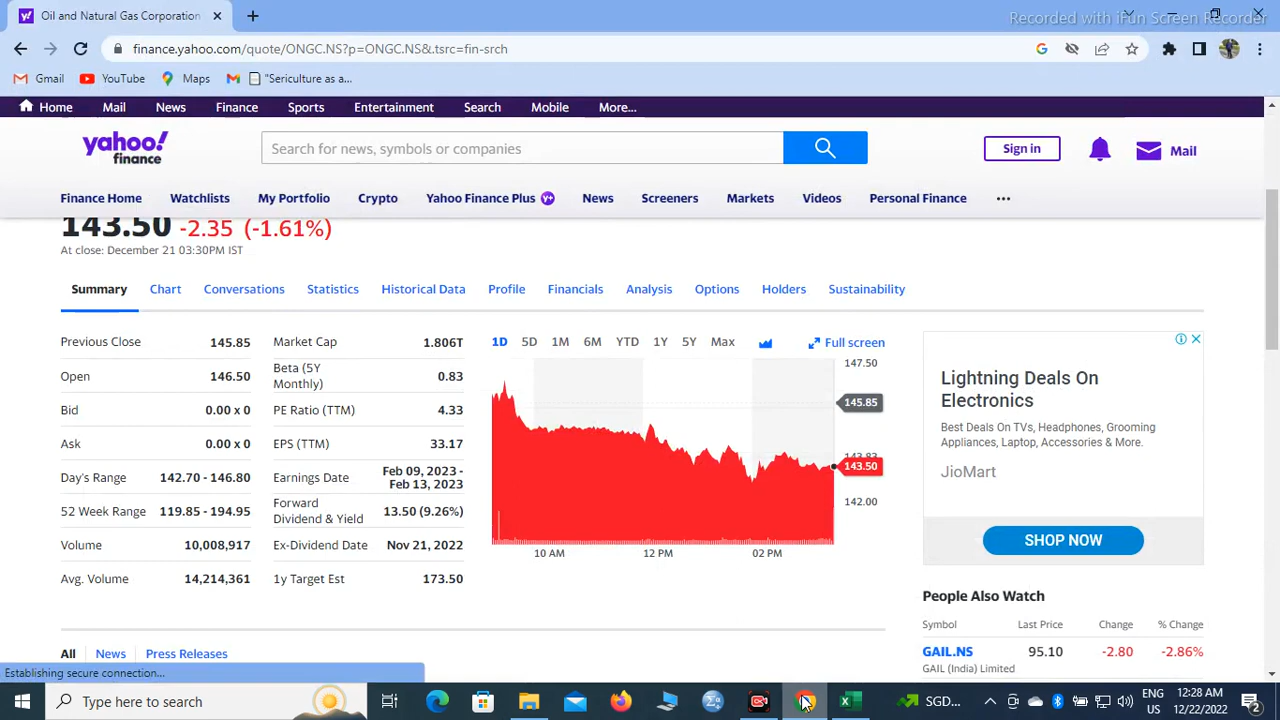 Recorded with iFun Screen Recorder
Oil and Natural Gas Corporation
finance.yahoo.com/quote/ONGC.NS?p=ONGC.NS&.tsrc=fin-srch
Gmail YouTube Maps "Sericulture as a...
Home Mail News Finance Sports Entertainment Search Mobile More...
yahoo! finance
Search for news, symbols or companies
Sign in Mail
Finance Home Watchlists My Portfolio Crypto Yahoo Finance Plus News Screeners Markets Videos Personal Finance ...
143.50 -2.35 (-1.61%)
At close: December 21 03:30PM IST
Summary Chart Conversations Statistics Historical Data Profile Financials Analysis Options Holders Sustainability
Previous Close 145.85
Open 146.50
Bid 0.00 x 0
Ask 0.00 x 0
Day's Range 142.70 - 146.80
52 Week Range 119.85 - 194.95
Volume 10,008,917
Avg. Volume 14,214,361
Market Cap 1.806T
Beta (5Y Monthly) 0.83
PE Ratio (TTM) 4.33
EPS (TTM) 33.17
Earnings Date Feb 09, 2023 - Feb 13, 2023
Forward Dividend & Yield 13.50 (9.26%)
Ex-Dividend Date Nov 21, 2022
1y Target Est 173.50
1D 5D 1M 6M YTD 1Y 5Y Max Full screen
147.50
145.85
143.83
143.50
142.00
10 AM 12 PM 02 PM
Lightning Deals On
Electronics
Best Deals On TVs, Headphones, Grooming
Appliances, Laptop, Accessories & More.
JioMart
SHOP NOW
People Also Watch
Symbol Last Price Change % Change
GAIL.NS 95.10 -2.80 -2.86%
GAIL (India) Limited
All News Press Releases
Establishing secure connection...
Type here to search
SGD...
ENG
US
12:28 AM
12/22/2022
2